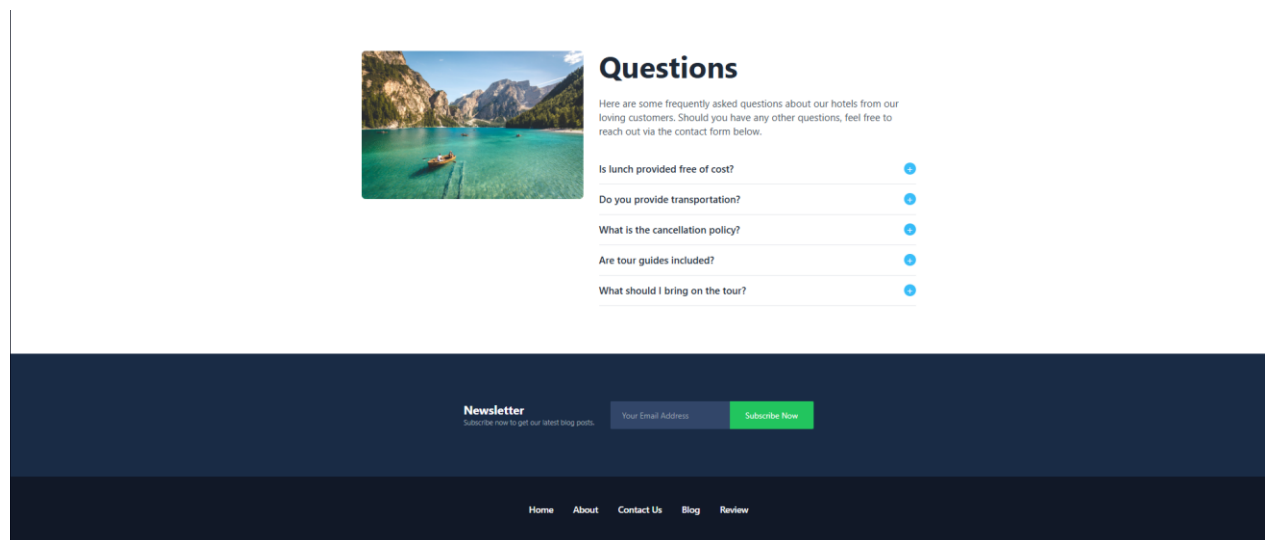 Questions
Here are some frequently asked questions about our hotels from our
loving customers. Should you have any other questions, feel free to
reach out via the contact form below.
Is lunch provided free of cost?
+
Do you provide transportation?
+
What is the cancellation policy?
+
Are tour guides included?
+
What should I bring on the tour?
+
Newsletter
Subscribe now to get our latest blog posts.
Your Email Address
Subscribe Now
Home About Contact Us Blog Review